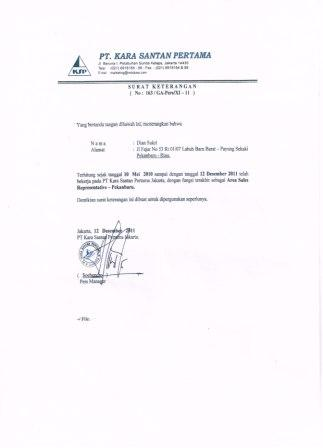 PT. KARA SANTAN PERTAMA
KSP
SURAT KETERANGAN
( No : 163 / GA-Pers/XI - 11 )
Yang bertanda tangan dibawah ini, menerangkan bahwa:
Nama : Dian Sukri
Alamat : Jl Fajar No 53 Rt 01/07 Labuh Baru Barat - Payung Sekaki
Pekanbaru - Riau.
Terhitung sejak tanggal 10 Mei 2010 sampai dengan tanggal 12 Desember 2011 telah
bekerja pada PT Kara Santan Pertama Jakarta, dengan fungsi terakhir sebagai Area Sales
Representative - Pekanbaru.
Demikian surat keterangan ini dibuat untuk dipergunakan seperlunya.
Jakarta, 12 Desember 2011
PT Kara Santan Pertama Jakarta.
Pers Manager
-/File.